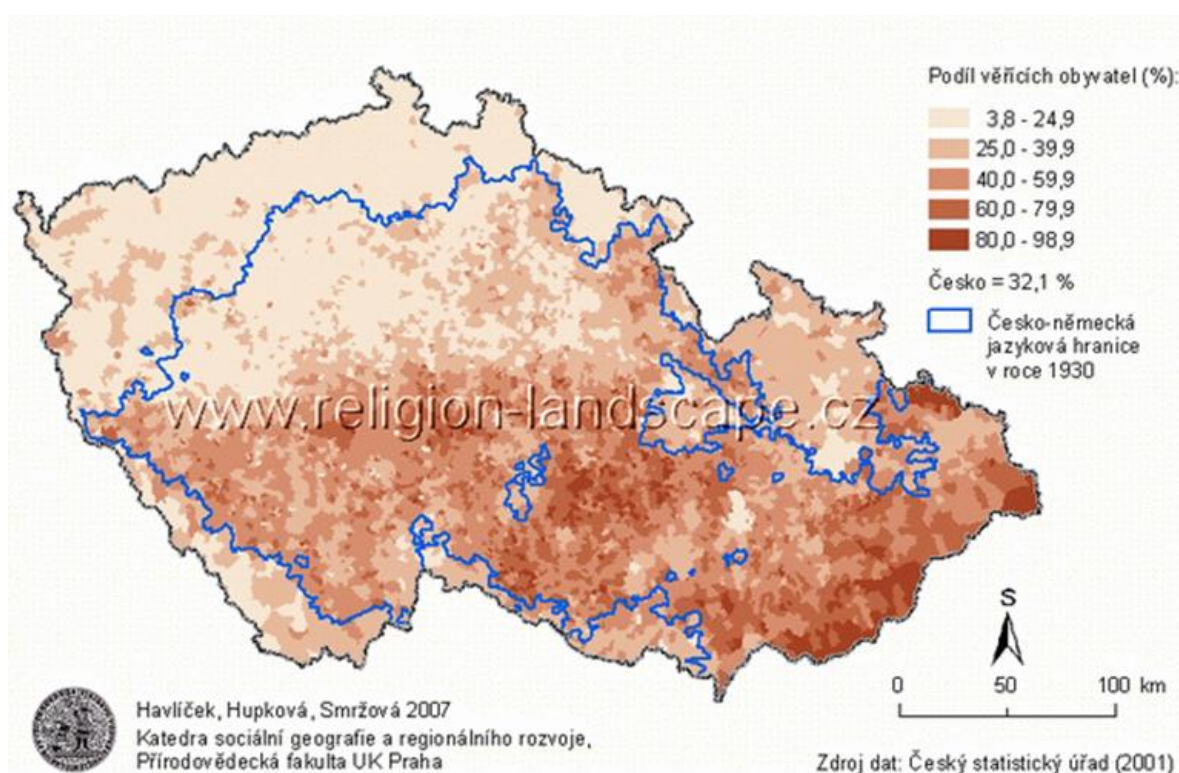 Podíl věřících obyvatel (%):
3,8 - 24,9
25,0 - 39,9
40,0 - 59,9
60,0 - 79,9
80,0 - 98,9
Česko = 32,1 %
Česko-německá
jazyková hranice
v roce 1930
www.religion-landscape.cz
S
0 50 100 km
Havlíček, Hupková, Smržová 2007
Katedra sociální geografie a regionálního rozvoje,
Přírodovědecká fakulta UK Praha
Zdroj dat: Český statistický úřad (2001)